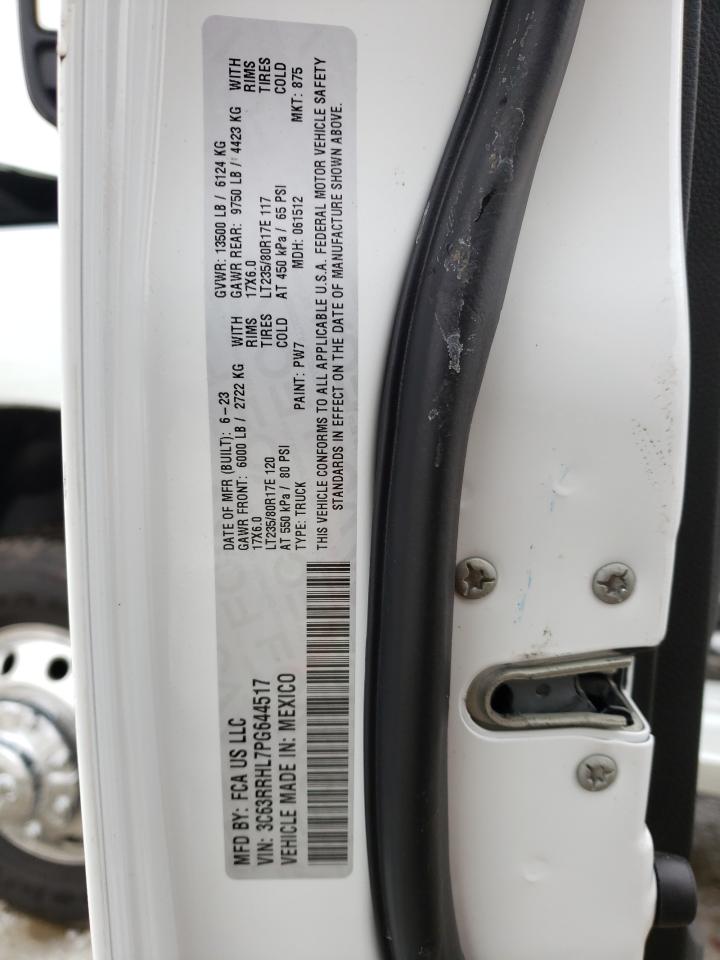 MFD BY: FCA US LLC
VIN: 3C63RRHL7PG644517
VEHICLE MADE IN: MEXICO
DATE OF MFR (BUILT): 6-23 GVWR: 13500 LB / 6124 KG
GAWR FRONT: 6000 LB / 2722 KG WITH GAWR REAR: 9750 LB / 4423 KG WITH
17X6.0 RIMS 17X6.0 RIMS
LT235/80R17E 120 TIRES LT235/80R17E 117 TIRES
AT 550 kPa / 80 PSI COLD AT 450 kPa / 65 PSI COLD
TYPE: TRUCK PAINT: PW7 MDH: 061512 MKT: 875
THIS VEHICLE CONFORMS TO ALL APPLICABLE U.S.A. FEDERAL MOTOR VEHICLE SAFETY
STANDARDS IN EFFECT ON THE DATE OF MANUFACTURE SHOWN ABOVE.